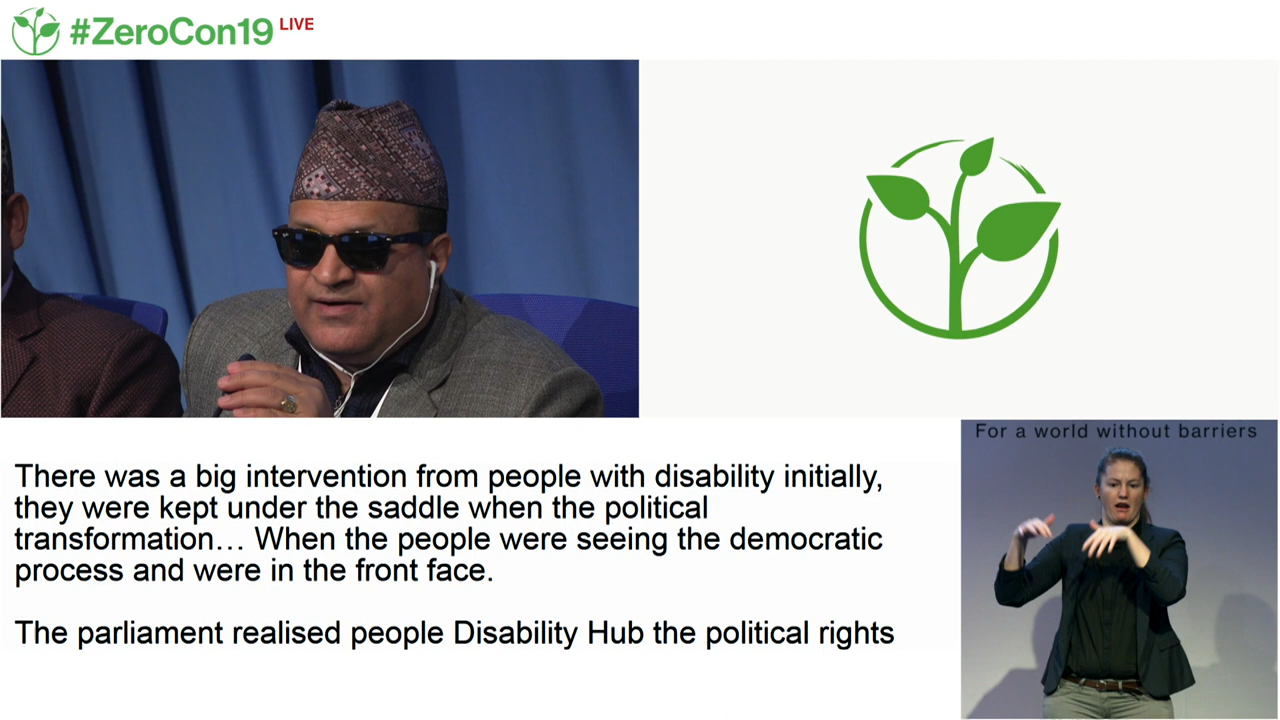 #ZeroCon19 LIVE
For a world without barriers
There was a big intervention from people with disability initially,
they were kept under the saddle when the political
transformation… When the people were seeing the democratic
process and were in the front face.
The parliament realised people Disability Hub the political rights